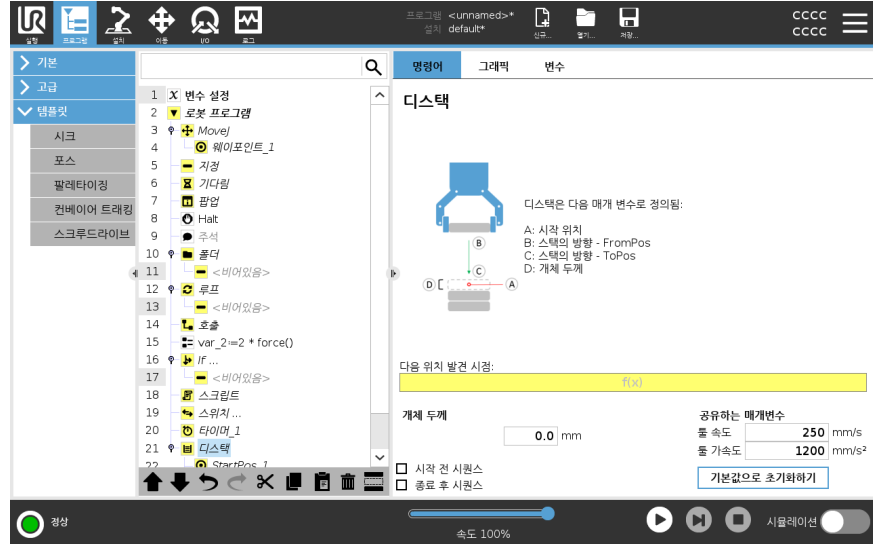 UR
실행
프로그램
설치
이동
I/O
로그
프로그램 <unnamed>*
설치 default*
신규...
열기...
저장...
CCCC
CCCC
기본
고급
템플릿
시크
포스
팔레타이징
컨베이어 트래킹
스크루드라이브
1 X 변수 설정
2 로봇 프로그램
3 MoveJ
4 웨이포인트_1
5 지정
6 기다림
7 팝업
8 Halt
9 주석
10 폴더
11 <비어있음>
12 루프
13 <비어있음>
14 호출
15 var_2≔2 * force()
16 If ...
17 <비어있음>
18 스크립트
19 스위치 ...
20 타이머_1
21 디스택
22 StartPos_1
명령어 그래픽 변수
디스택
B
C
D
A
디스택은 다음 매개 변수로 정의됨:
A: 시작 위치
B: 스택의 방향 - FromPos
C: 스택의 방향 - ToPos
D: 개체 두께
다음 위치 발견 시점:
f(x)
개체 두께
0.0 mm
공유하는 매개변수
툴 속도 250 mm/s
툴 가속도 1200 mm/s²
시작 전 시퀀스
종료 후 시퀀스
기본값으로 초기화하기
정상
속도 100%
시뮬레이션